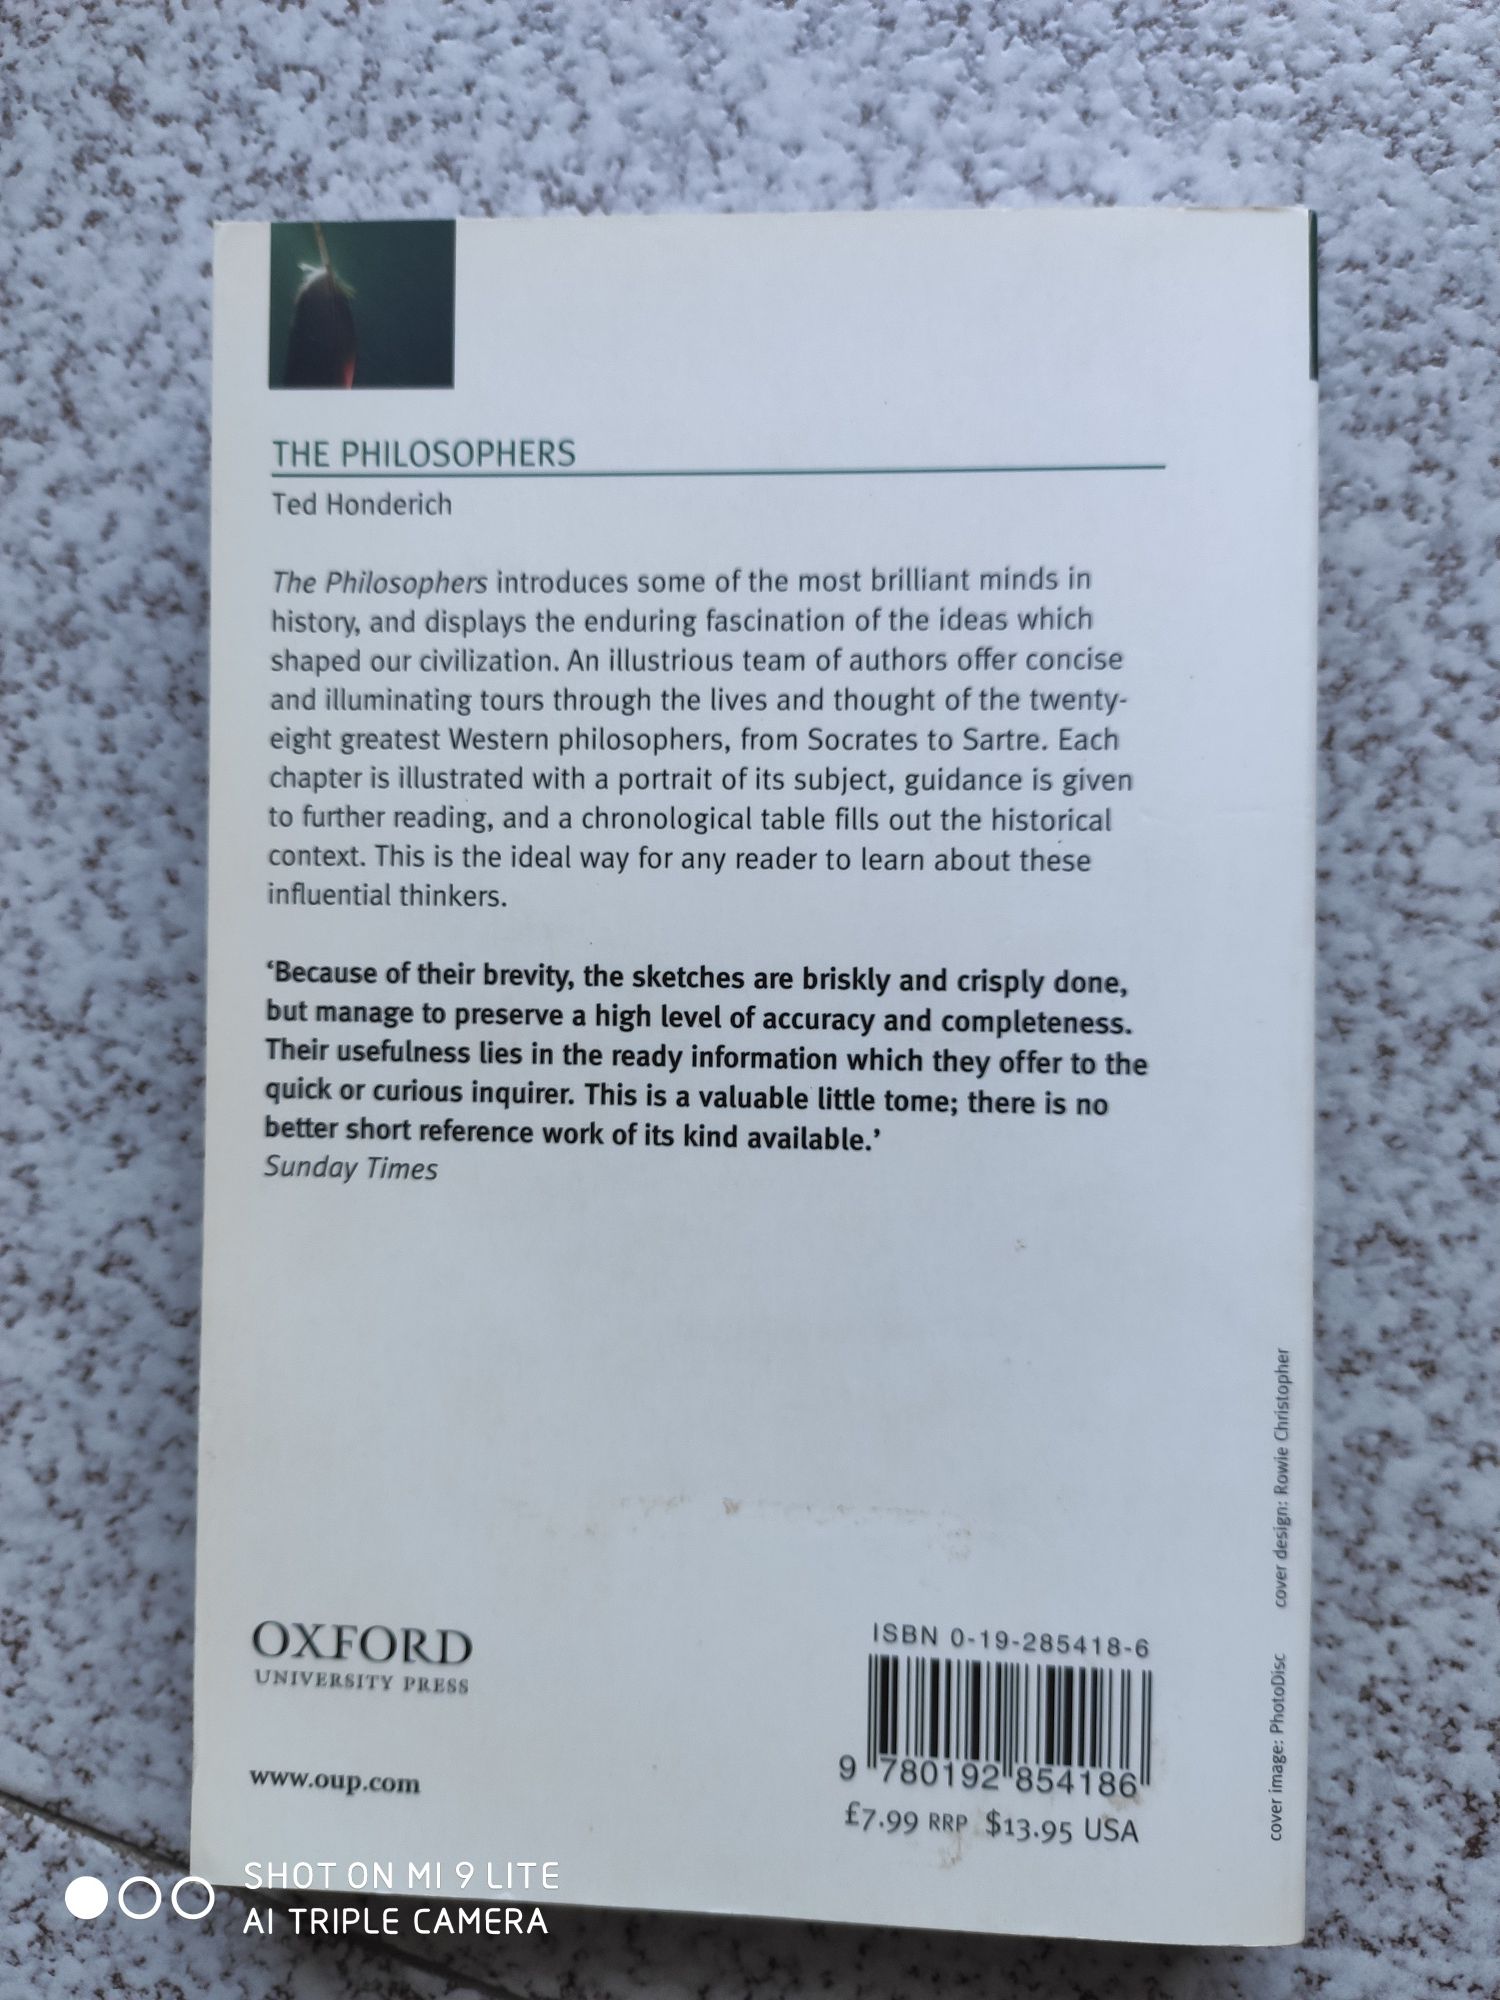 THE PHILOSOPHERS
Ted Honderich
The Philosophers introduces some of the most brilliant minds in
history, and displays the enduring fascination of the ideas which
shaped our civilization. An illustrious team of authors offer concise
and illuminating tours through the lives and thought of the twenty-
eight greatest Western philosophers, from Socrates to Sartre. Each
chapter is illustrated with a portrait of its subject, guidance is given
to further reading, and a chronological table fills out the historical
context. This is the ideal way for any reader to learn about these
influential thinkers.
‘Because of their brevity, the sketches are briskly and crisply done,
but manage to preserve a high level of accuracy and completeness.
Their usefulness lies in the ready information which they offer to the
quick or curious inquirer. This is a valuable little tome; there is no
better short reference work of its kind available.’
Sunday Times
OXFORD
UNIVERSITY PRESS
www.oup.com
ISBN 0-19-285418-6
9 780192 854186
£7.99 RRP $13.95 USA
cover image: PhotoDisc cover design: Rowie Christopher
SHOT ON MI 9 LITE
AI TRIPLE CAMERA